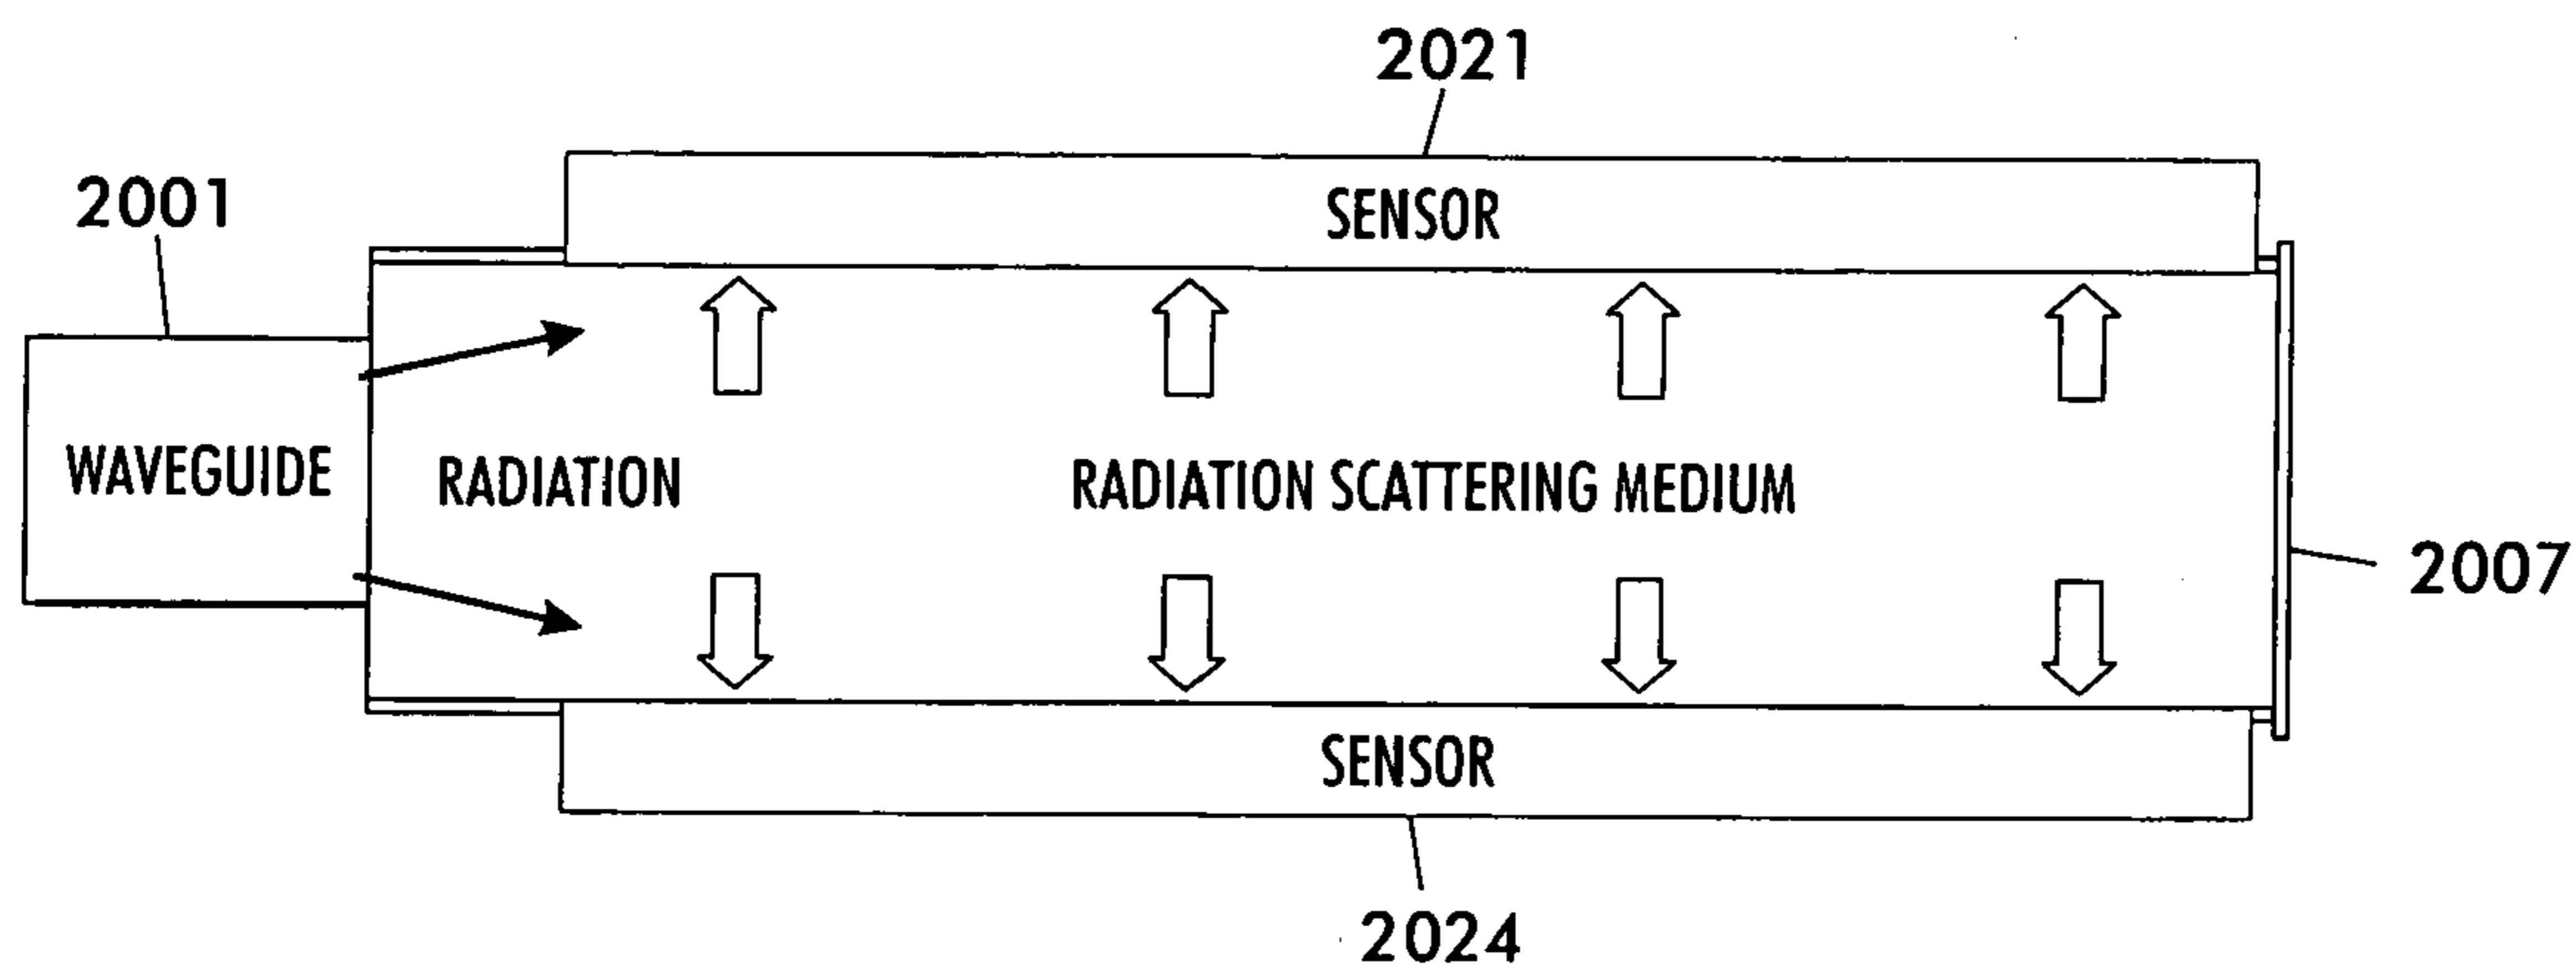 2021
SENSOR
2001
WAVEGUIDE
RADIATION
RADIATION SCATTERING MEDIUM
2007
SENSOR
2024